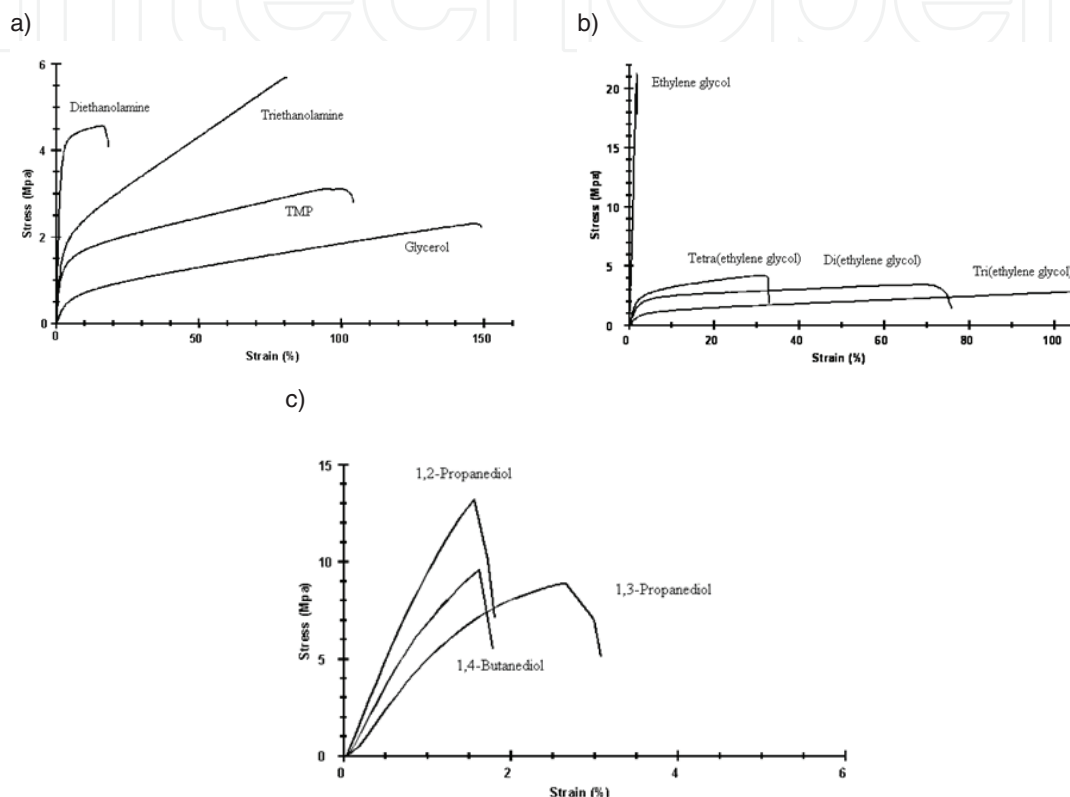 a)
b)
6
4
2
0
Stress (Mpa)
Diethanolamine
Triethanolamine
TMP
Glycerol
0
50
100
150
Strain (%)
20
15
10
5
0
Stress (Mpa)
Ethylene glycol
Tetra(ethylene glycol)
Di(ethylene glycol)
Tri(ethylene glycol)
0
20
40
60
80
100
Strain (%)
c)
15
10
5
0
Stress (Mpa)
1,2-Propanediol
1,3-Propanediol
1,4-Butanediol
0
2
4
6
Strain (%)